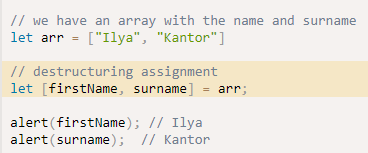 // we have an array with the name and surname
let arr = ["Ilya", "Kantor"]
// destructuring assignment
let [firstName, surname] = arr;
alert(firstName); // Ilya
alert(surname);  // Kantor